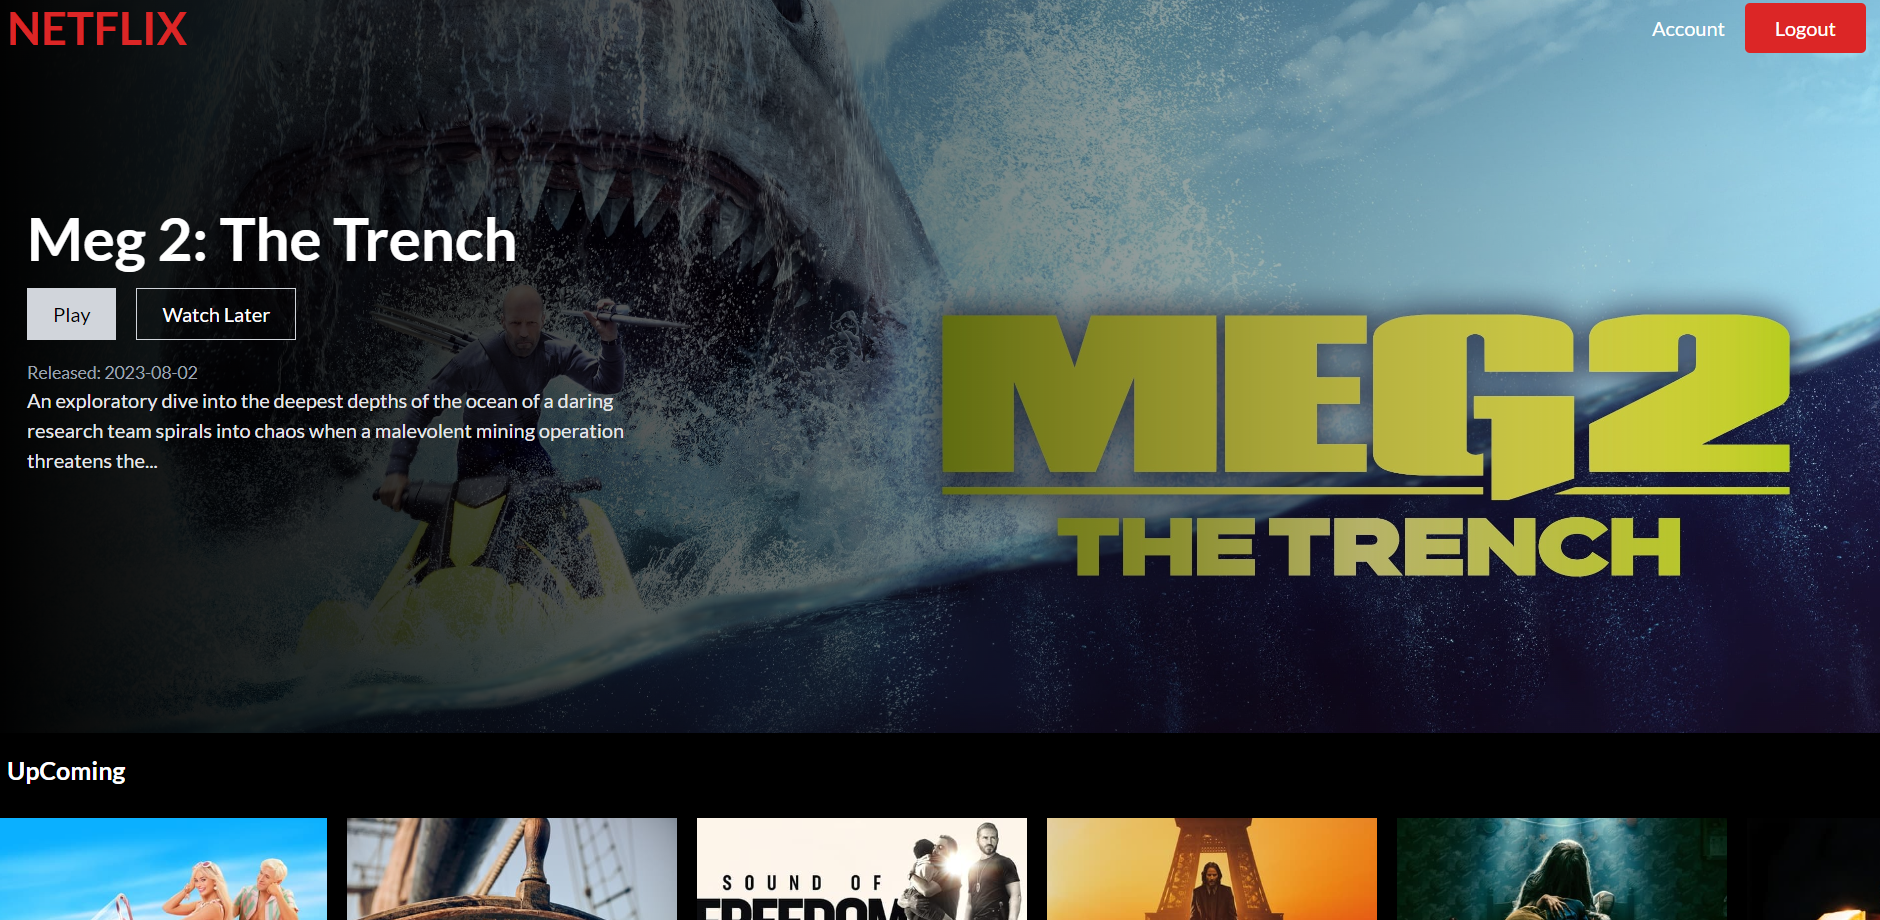 NETFLIX
Account
Logout
Meg 2: The Trench
Play
Watch Later
Released: 2023-08-02
An exploratory dive into the deepest depths of the ocean of a daring
research team spirals into chaos when a malevolent mining operation
threatens the...
MEG2
THE TRENCH
UpComing
SOUND OF
FREEDOM